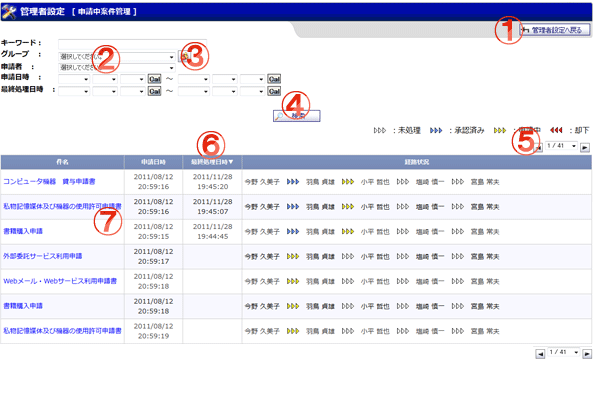 管理者設定 [ 申請中案件管理 ]
① 管理者設定へ戻る
キーワード :
グループ : 選択してください ② ③
申請者 : 選択してください
申請日時 : Cal ～ Cal
最終処理日時 : Cal ～ Cal
④ 検索
: 未処理 : 承認済み : 中 : 却下
⑤ 1 / 41
⑥
件名 申請日時 最終処理日時▼ 経路状況
コンピュータ機器 貸与申請書 2011/08/12 20:59:16 2011/11/28 19:45:20 今野 久美子 羽鳥 貞雄 小平 哲也 塩崎 慎一 宮島 常夫
私物記憶媒体及び機器の使用許可申請書 2011/08/12 20:59:16 2011/11/28 19:45:07 今野 久美子 羽鳥 貞雄 小平 哲也 塩崎 慎一 宮島 常夫
⑦
書籍購入申請 2011/08/12 20:59:15 2011/11/28 19:44:45 今野 久美子 羽鳥 貞雄 小平 哲也 塩崎 慎一 宮島 常夫
外部委託サービス利用申請 2011/08/12 20:59:17 今野 久美子 羽鳥 貞雄 小平 哲也 塩崎 慎一 宮島 常夫
Webメール・Webサービス利用申請書 2011/08/12 20:59:18 今野 久美子 羽鳥 貞雄 小平 哲也 塩崎 慎一 宮島 常夫
書籍購入申請 2011/08/12 20:59:18 今野 久美子 羽鳥 貞雄 小平 哲也 塩崎 慎一 宮島 常夫
私物記憶媒体及び機器の使用許可申請書 2011/08/12 20:59:19 今野 久美子 羽鳥 貞雄 小平 哲也 塩崎 慎一 宮島 常夫
1 / 41